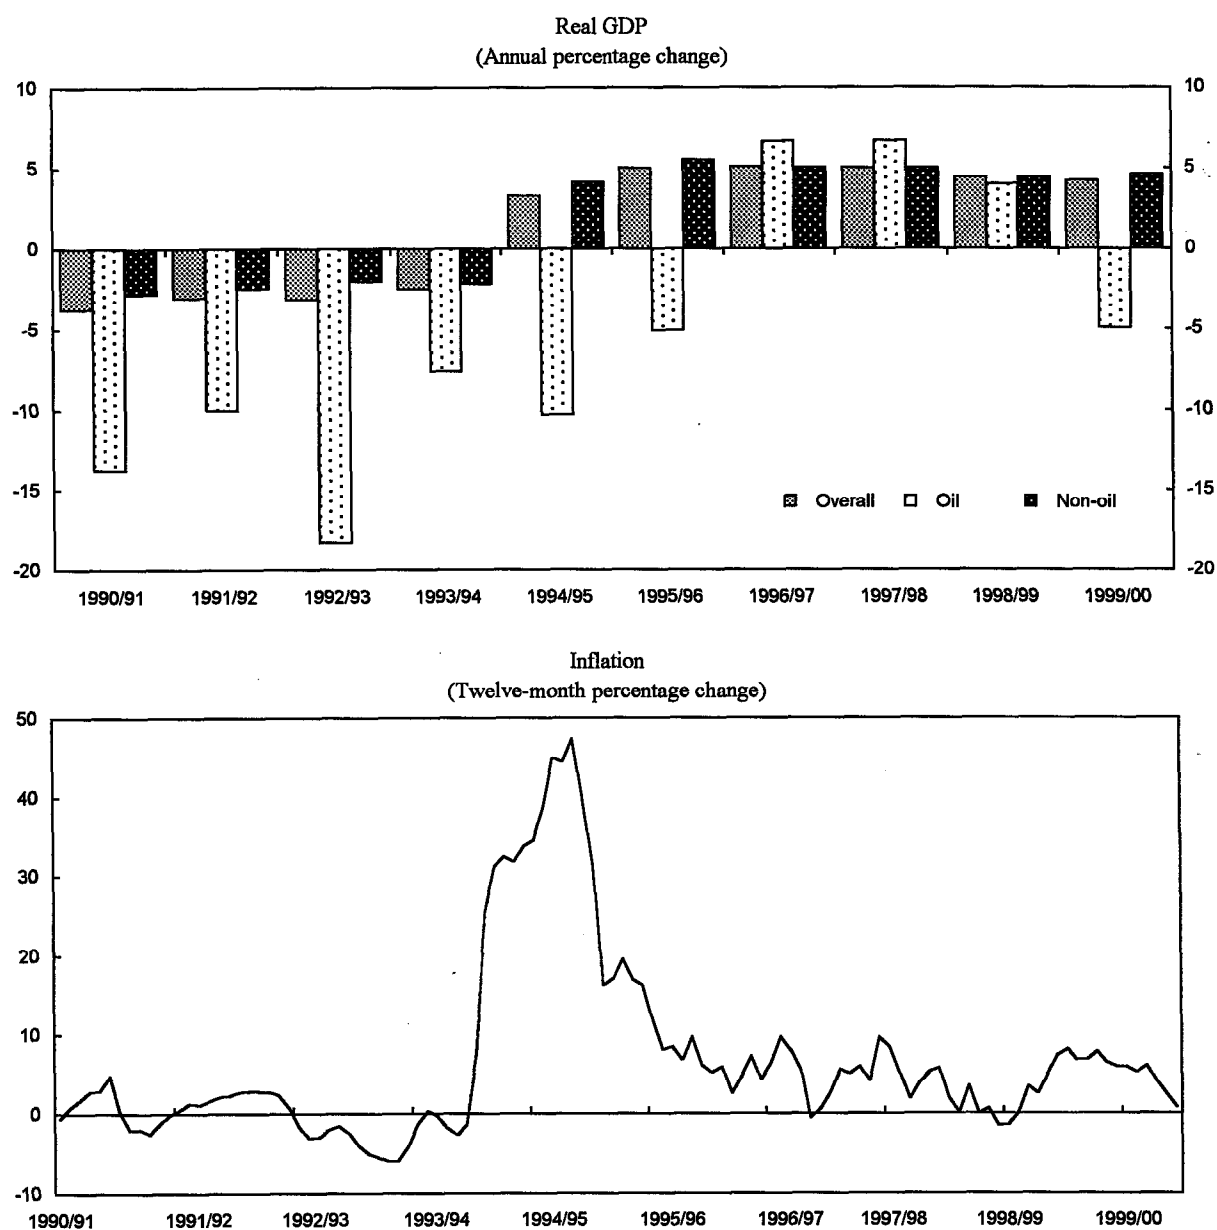 Real GDP
(Annual percentage change)
10 10
5 5
0 0
-5 -5
-10 -10
-15 Overall Oil Non-oil -15
-20 -20
1990/91 1991/92 1992/93 1993/94 1994/95 1995/96 1996/97 1997/98 1998/99 1999/00
Inflation
(Twelve-month percentage change)
50
40
30
20
10
0
-10
1990/91 1991/92 1992/93 1993/94 1994/95 1995/96 1996/97 1997/98 1998/99 1999/00